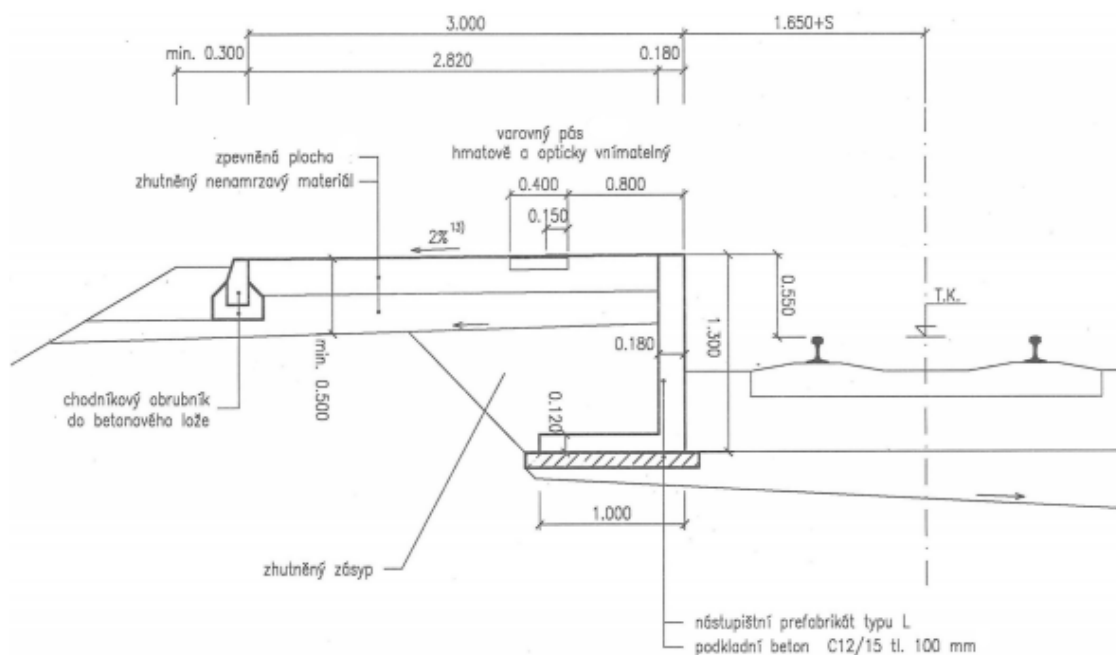 3.000
1.650+S
min. 0.300
2.820
0.180
varovný pás
hmatově a opticky vnímatelný
zpevněná plocha
zhutněný nenamrzavý materiál
0.400
0.800
0.150
2% 13)
0.550
T.K.
1.300
0.180
min. 0.500
chodníkový obrubník
do betonového lože
0.120
1.000
zhutněný zásyp
nástupištní prefabrikát typu L
podkladní beton C12/15 tl. 100 mm